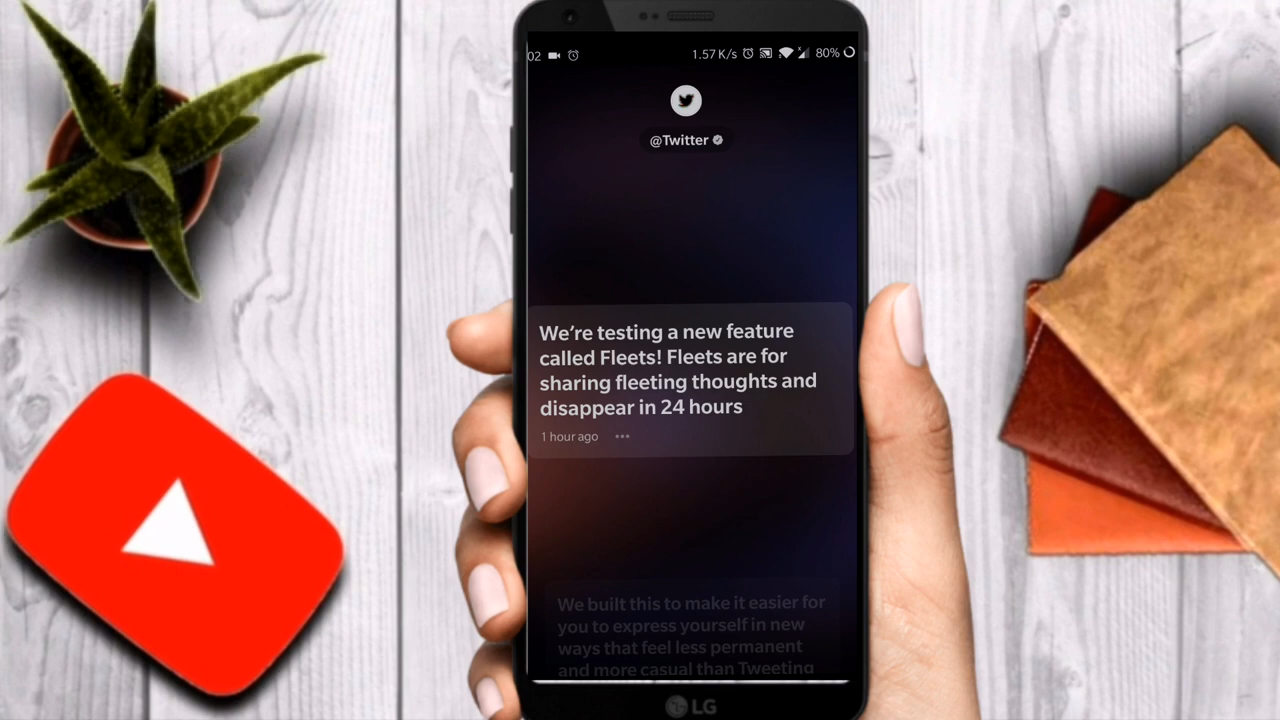 02 1.57 K/s 80%
@Twitter
We're testing a new feature
called Fleets! Fleets are for
sharing fleeting thoughts and
disappear in 24 hours
1 hour ago
We built this to make it easier for
you to express yourself in new
ways that feel less permanent
and more casual than Tweeting
LG